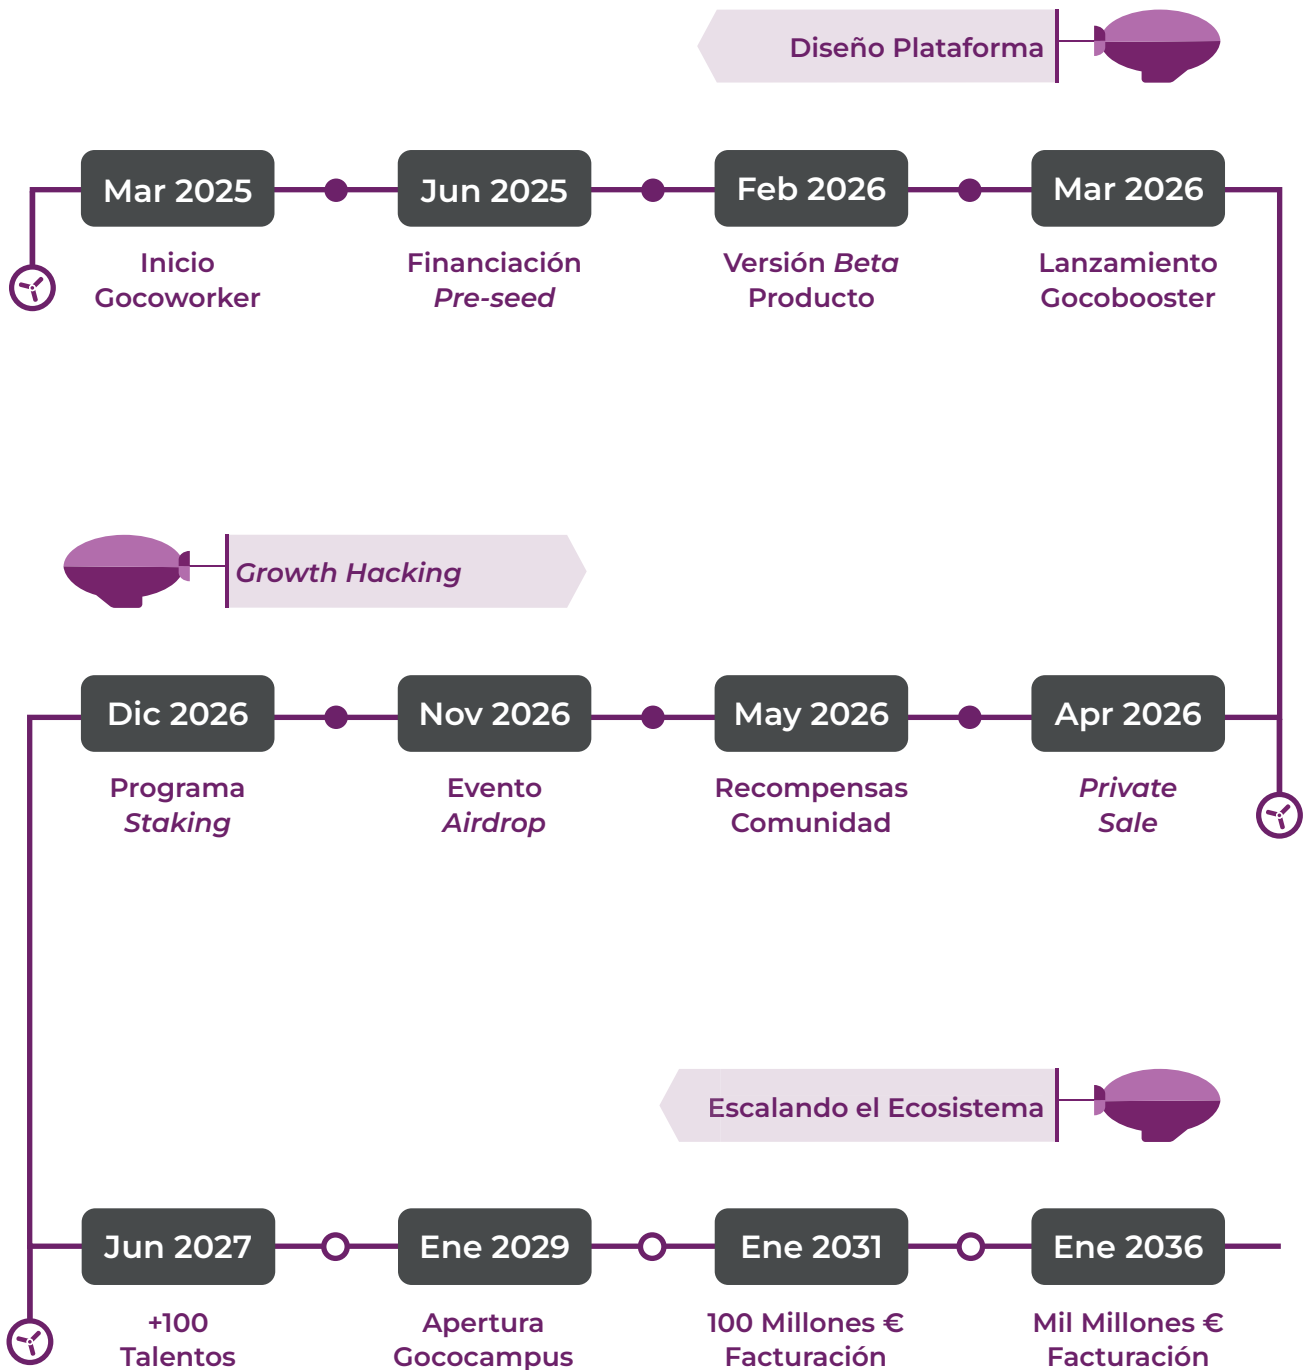 Diseño Plataforma
Mar 2025
Jun 2025
Feb 2026
Mar 2026
Inicio
Gocoworker
Financiación
Pre-seed
Versión Beta
Producto
Lanzamiento
Gocobooster
Growth Hacking
Dic 2026
Nov 2026
May 2026
Apr 2026
Programa
Staking
Evento
Airdrop
Recompensas
Comunidad
Private
Sale
Escalando el Ecosistema
Jun 2027
Ene 2029
Ene 2031
Ene 2036
+100
Talentos
Apertura
Gococampus
100 Millones €
Facturación
Mil Millones €
Facturación